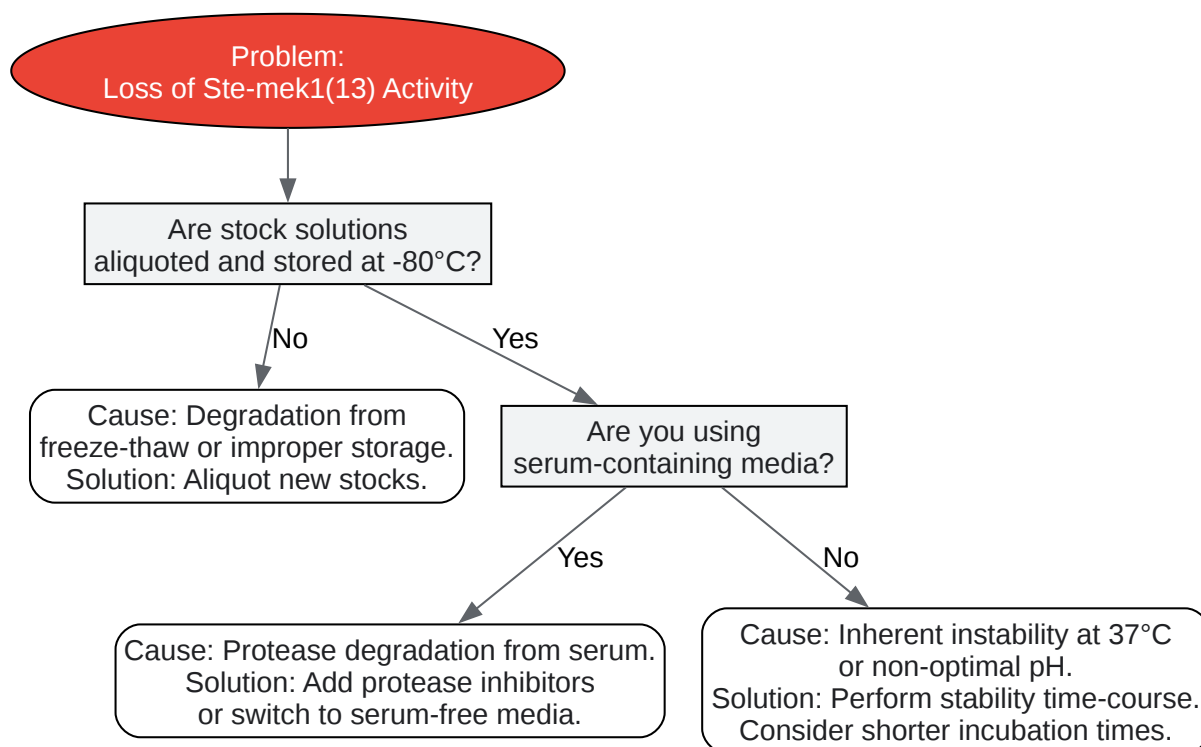 Problem:
Loss of Ste-mek1(13) Activity
Are stock solutions
aliquoted and stored at -80°C?
No
Yes
Cause: Degradation from
freeze-thaw or improper storage.
Solution: Aliquot new stocks.
Are you using
serum-containing media?
Yes
No
Cause: Protease degradation from serum.
Solution: Add protease inhibitors
or switch to serum-free media.
Cause: Inherent instability at 37°C
or non-optimal pH.
Solution: Perform stability time-course.
Consider shorter incubation times.